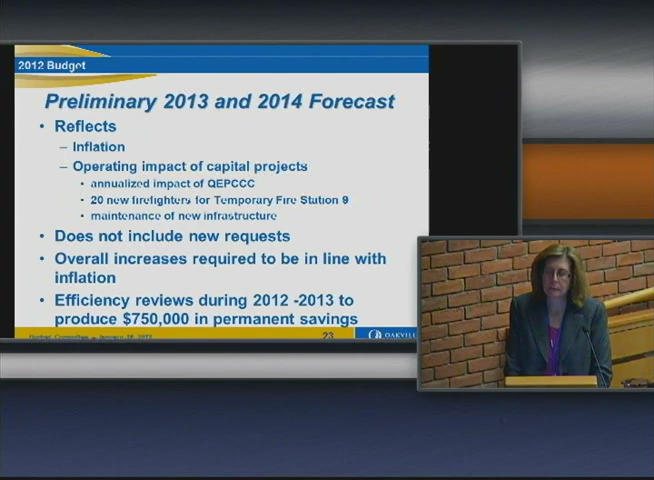 2012 Budget
Preliminary 2013 and 2014 Forecast
• Reflects
– Inflation
– Operating impact of capital projects
• annualized impact of QEPCCC
• 20 new firefighters for Temporary Fire Station 9
• maintenance of new infrastructure
• Does not include new requests
• Overall increases required to be in line with
inflation
• Efficiency reviews during 2012 -2013 to
produce $750,000 in permanent savings
23